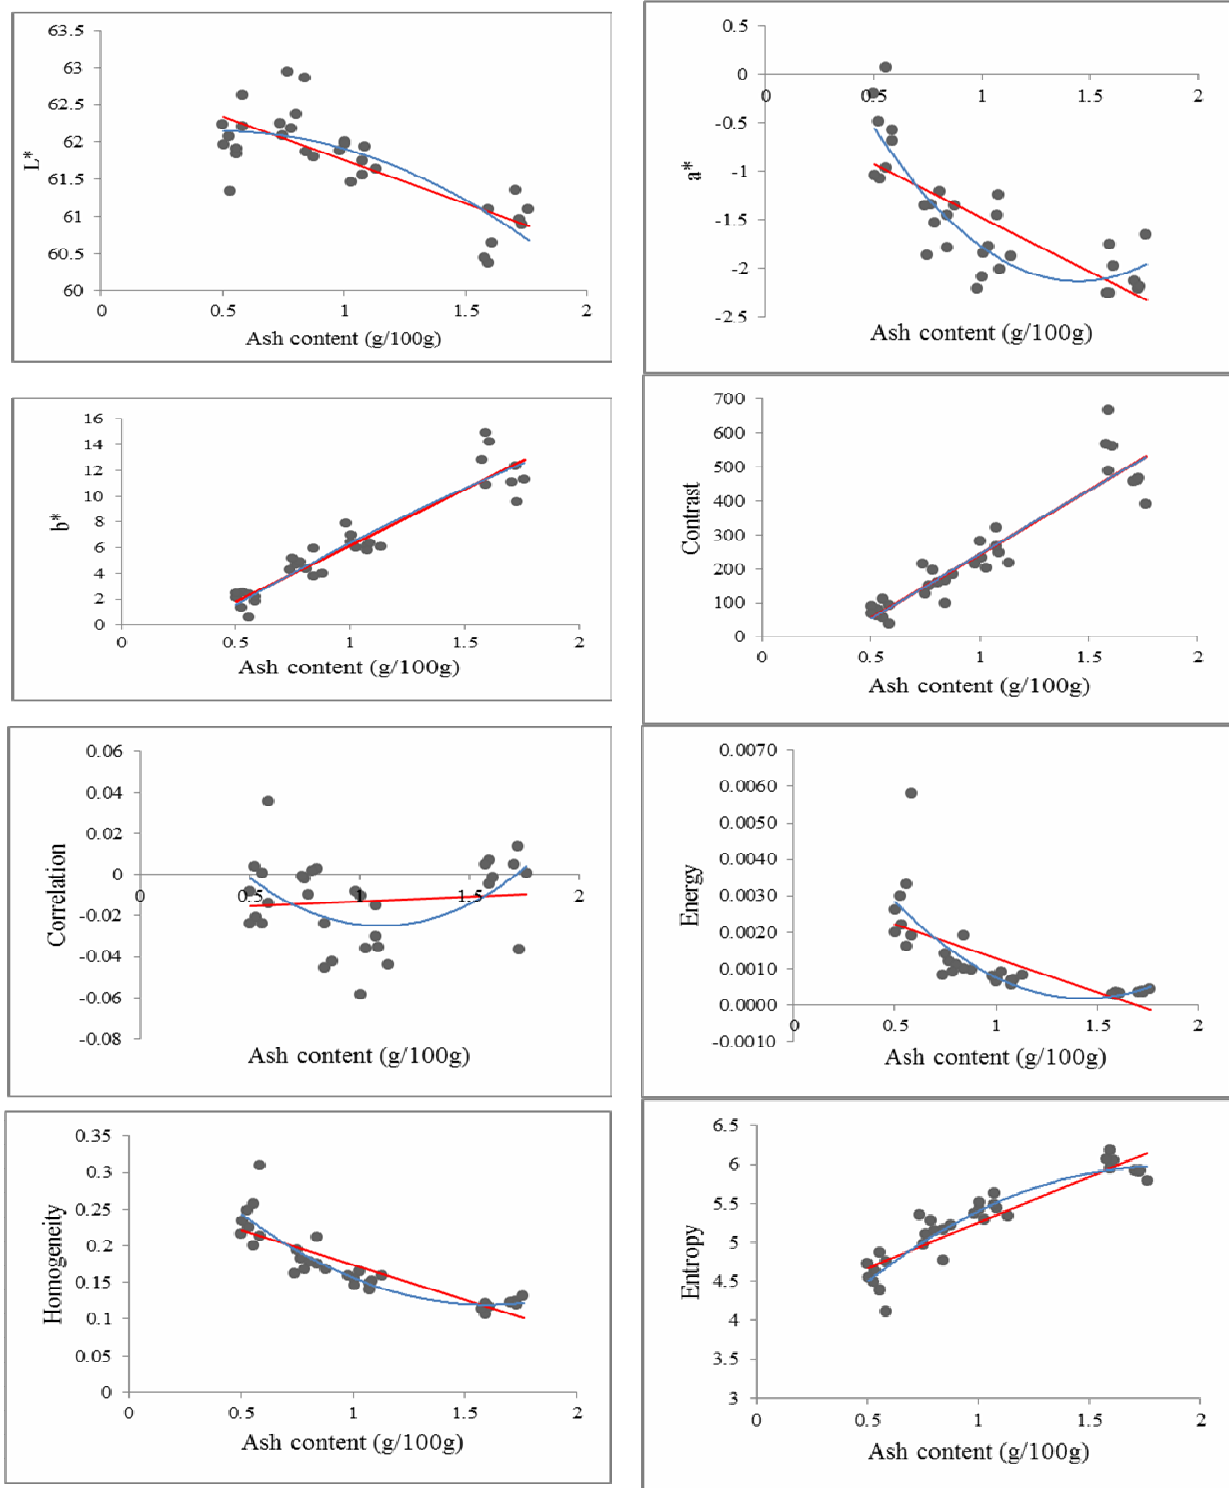 63.5
63
62.5
62
61.5
61
60.5
60
0 0.5 1 1.5 2
L*
Ash content (g/100g)
0.5
0
-0.5
-1
-1.5
-2
-2.5
0 0.5 1 1.5 2
a*
Ash content (g/100g)
16
14
12
10
8
6
4
2
0
0 0.5 1 1.5 2
b*
Ash content (g/100g)
700
600
500
400
300
200
100
0
0 0.5 1 1.5 2
Contrast
Ash content (g/100g)
0.06
0.04
0.02
0
-0.02
-0.04
-0.06
-0.08
0 0.5 1 1.5 2
Correlation
Ash content (g/100g)
0.0070
0.0060
0.0050
0.0040
0.0030
0.0020
0.0010
0.0000
-0.0010
0 0.5 1 1.5 2
Energy
Ash content (g/100g)
0.35
0.3
0.25
0.2
0.15
0.1
0.05
0
0 0.5 1 1.5 2
Homogeneity
Ash content (g/100g)
6.5
6
5.5
5
4.5
4
3.5
3
0 0.5 1 1.5 2
Entropy
Ash content (g/100g)